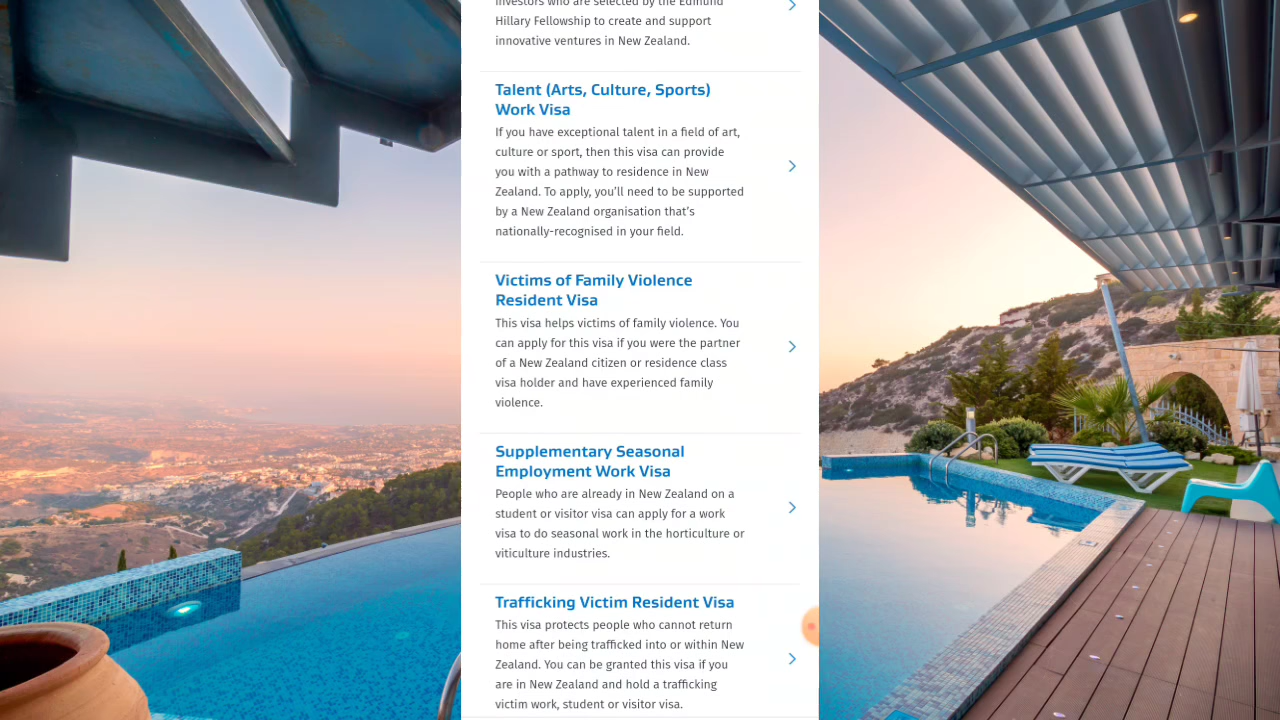 investors who are selected by the Edmund
Hillary Fellowship to create and support
innovative ventures in New Zealand.
Talent (Arts, Culture, Sports)
Work Visa
If you have exceptional talent in a field of art,
culture or sport, then this visa can provide
you with a pathway to residence in New
Zealand. To apply, you’ll need to be supported
by a New Zealand organisation that’s
nationally-recognised in your field.
Victims of Family Violence
Resident Visa
This visa helps victims of family violence. You
can apply for this visa if you were the partner
of a New Zealand citizen or residence class
visa holder and have experienced family
violence.
Supplementary Seasonal
Employment Work Visa
People who are already in New Zealand on a
student or visitor visa can apply for a work
visa to do seasonal work in the horticulture or
viticulture industries.
Trafficking Victim Resident Visa
This visa protects people who cannot return
home after being trafficked into or within New
Zealand. You can be granted this visa if you
are in New Zealand and hold a trafficking
victim work, student or visitor visa.